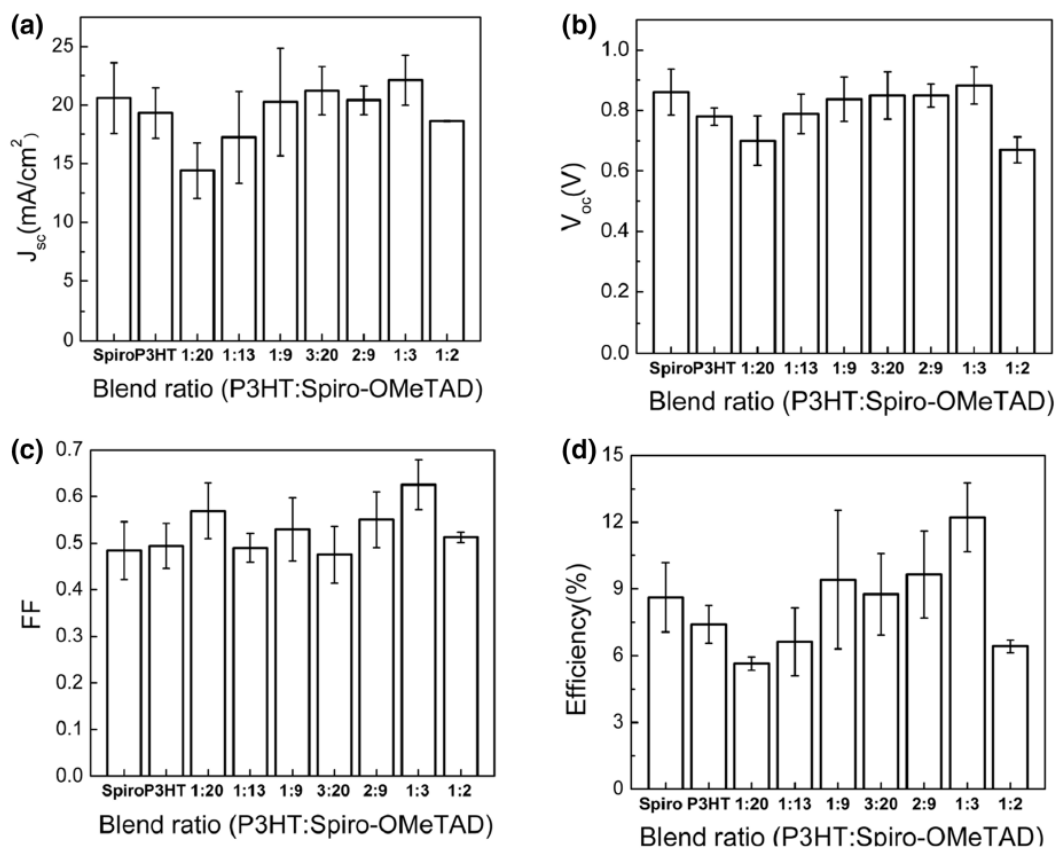 (a)
25
20
15
10
5
0
Jsc(mA/cm²)
SpiroP3HT 1:20 1:13 1:9 3:20 2:9 1:3 1:2
Blend ratio (P3HT:Spiro-OMeTAD)
(b)
1.0
0.8
0.6
0.4
0.2
0.0
Voc(V)
SpiroP3HT 1:20 1:13 1:9 3:20 2:9 1:3 1:2
Blend ratio (P3HT:Spiro-OMeTAD)
(c)
0.7
0.6
0.5
0.4
0.3
0.2
0.1
0.0
FF
SpiroP3HT 1:20 1:13 1:9 3:20 2:9 1:3 1:2
Blend ratio (P3HT:Spiro-OMeTAD)
(d)
15
12
9
6
3
0
Efficiency(%)
Spiro P3HT 1:20 1:13 1:9 3:20 2:9 1:3 1:2
Blend ratio (P3HT:Spiro-OMeTAD)